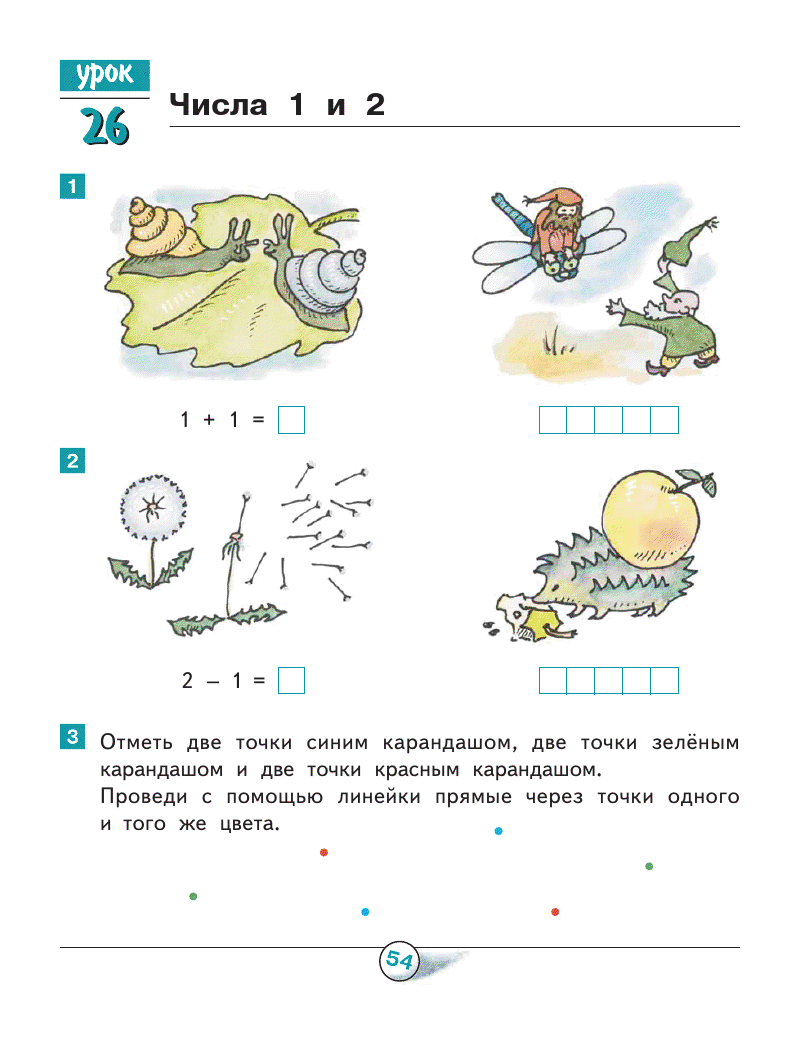 урок
26
Числа 1 и 2
1
1 + 1 =
2
2 – 1 =
3
Отметь две точки синим карандашом, две точки зелёным
карандашом и две точки красным карандашом.
Проведи с помощью линейки прямые через точки одного
и того же цвета.
54